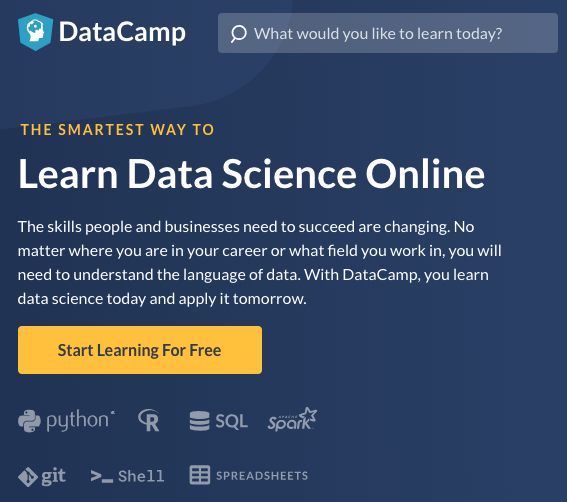 DataCamp
What would you like to learn today?
THE SMARTEST WAY TO
Learn Data Science Online
The skills people and businesses need to succeed are changing. No
matter where you are in your career or what field you work in, you will
need to understand the language of data. With DataCamp, you learn
data science today and apply it tomorrow.
Start Learning For Free
python R SQL APACHE Spark
git Shell SPREADSHEETS